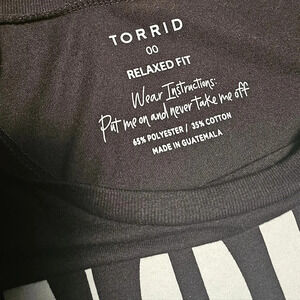 TORRID
00
RELAXED FIT
Wear Instructions:
Put me on and never take me off
65% POLYESTER / 35% COTTON
MADE IN GUATEMALA